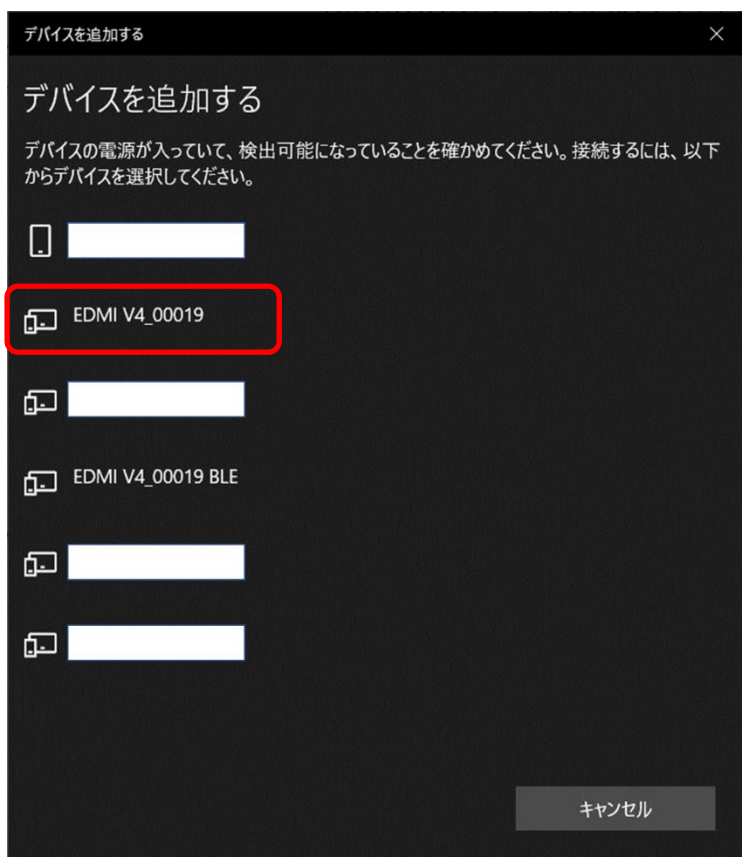 デバイスを追加する
デバイスを追加する
デバイスの電源が入っていて、検出可能になっていることを確かめてください。接続するには、以下
からデバイスを選択してください。
EDMI V4_00019
EDMI V4_00019 BLE
キャンセル